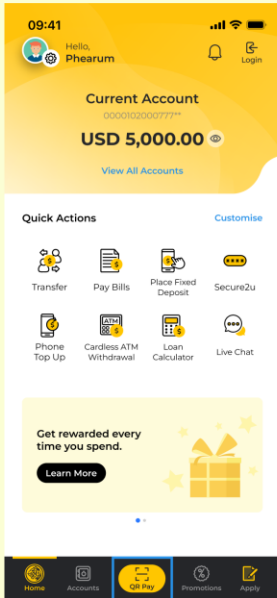 09:41
Hello,
Phearum
Login
Current Account
0000102000777**
USD 5,000.00
View All Accounts
Quick Actions
Customise
Transfer
Pay Bills
Place Fixed
Deposit
Secure2u
Phone
Top Up
ATM
Cardless ATM
Withdrawal
Loan
Calculator
Live Chat
Get rewarded every
time you spend.
Learn More
Home
Accounts
QR Pay
Promotions
Apply